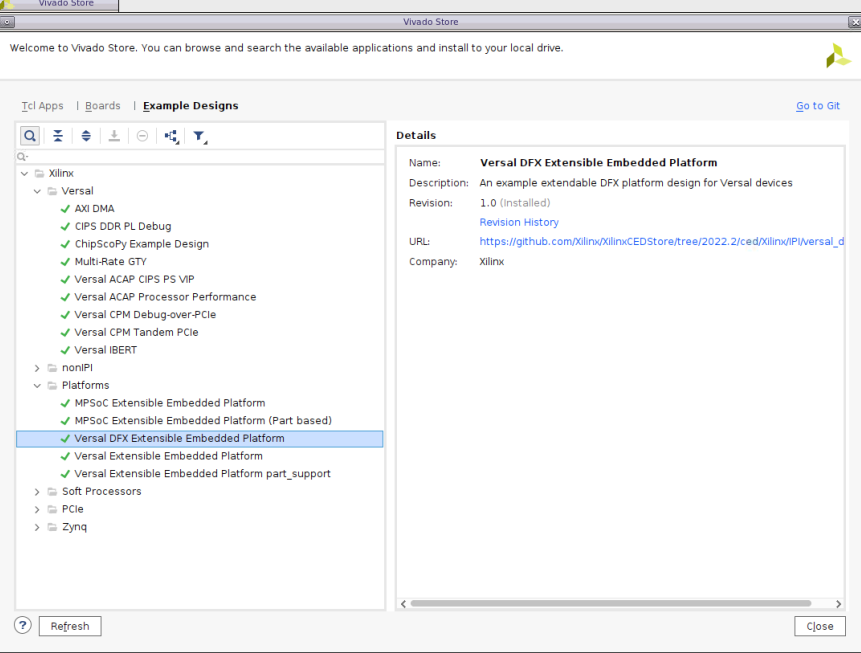 Vivado Store
Vivado Store
Welcome to Vivado Store. You can browse and search the available applications and install to your local drive.
Tcl Apps | Boards | Example Designs
Go to Git
Xilinx
Versal
AXI DMA
CIPS DDR PL Debug
ChipScoPy Example Design
Multi-Rate GTY
Versal ACAP CIPS PS VIP
Versal ACAP Processor Performance
Versal CPM Debug-over-PCIe
Versal CPM Tandem PCIe
Versal IBERT
nonIPI
Platforms
MPSoC Extensible Embedded Platform
MPSoC Extensible Embedded Platform (Part based)
Versal DFX Extensible Embedded Platform
Versal Extensible Embedded Platform
Versal Extensible Embedded Platform part_support
Soft Processors
PCIe
Zynq
Details
Name: Versal DFX Extensible Embedded Platform
Description: An example extendable DFX platform design for Versal devices
Revision: 1.0 (Installed)
Revision History
URL: https://github.com/Xilinx/XilinxCEDStore/tree/2022.2/ced/Xilinx/IPI/versal_d
Company: Xilinx
? Refresh
Close